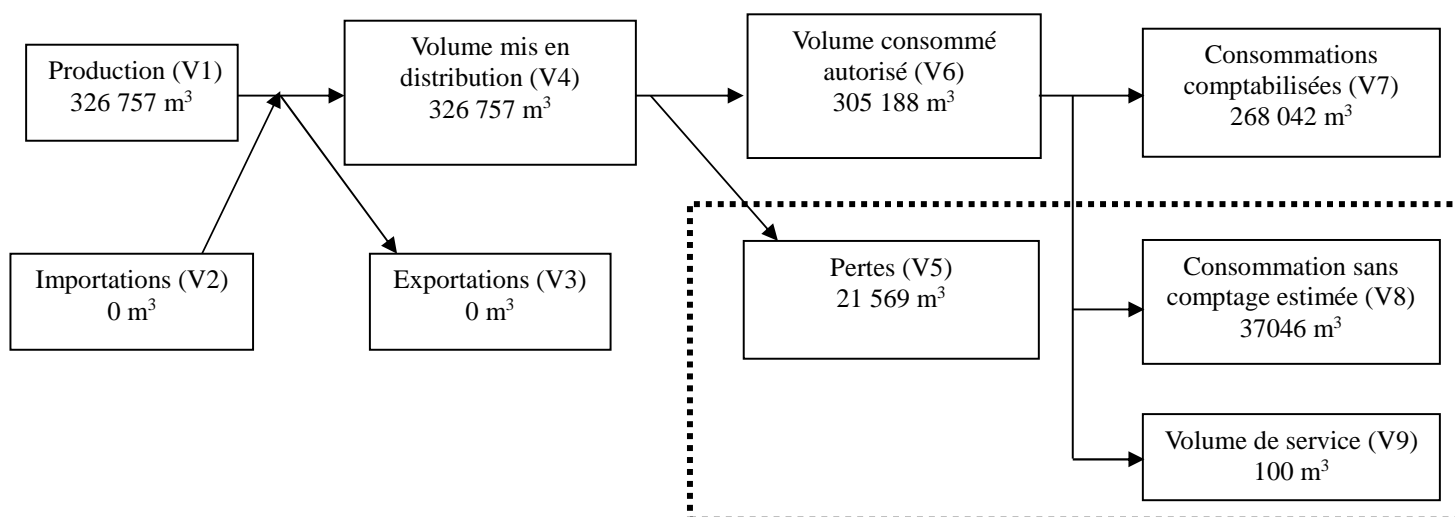 Production (V1)
326 757 m³
Volume mis en
distribution (V4)
326 757 m³
Volume consommé
autorisé (V6)
305 188 m³
Consommations
comptabilisées (V7)
268 042 m³
Importations (V2)
0 m³
Exportations (V3)
0 m³
Pertes (V5)
21 569 m³
Consommation sans
comptage estimée (V8)
37046 m³
Volume de service (V9)
100 m³